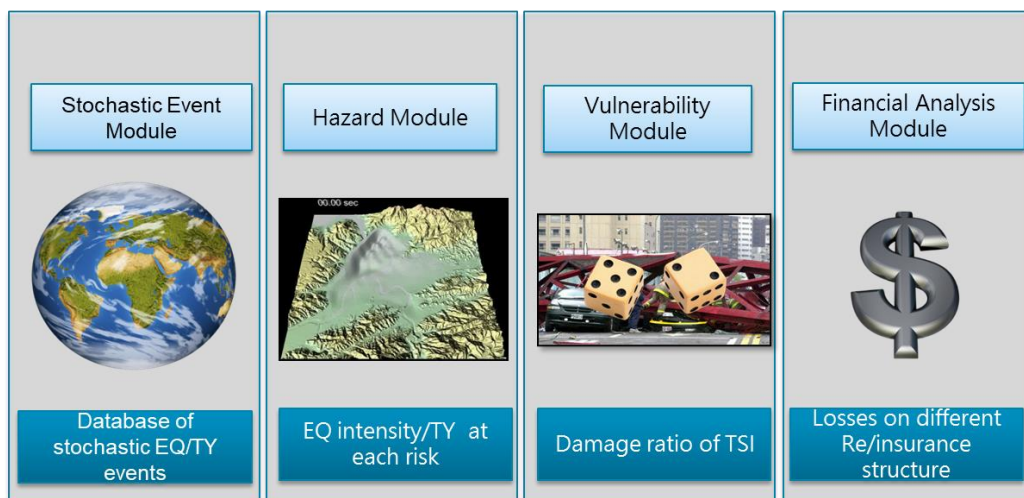 Stochastic Event
Module
Hazard Module
Vulnerability
Module
Financial Analysis
Module
00.00 sec
Database of
stochastic EQ/TY
events
EQ intensity/TY at
each risk
Damage ratio of TSI
Losses on different
Re/insurance
structure